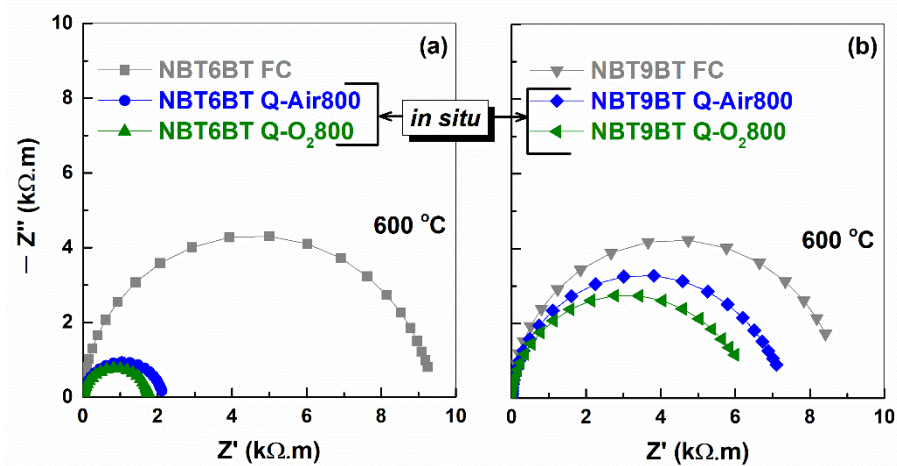 (a)
NBT6BT FC
NBT6BT Q-Air800
NBT6BT Q-O₂800
in situ
600 °C
10
8
6
4
2
0
0 2 4 6 8 10
— Z'' (kΩ.m)
Z' (kΩ.m)
(b)
NBT9BT FC
NBT9BT Q-Air800
NBT9BT Q-O₂800
600 °C
0 2 4 6 8 10
Z' (kΩ.m)